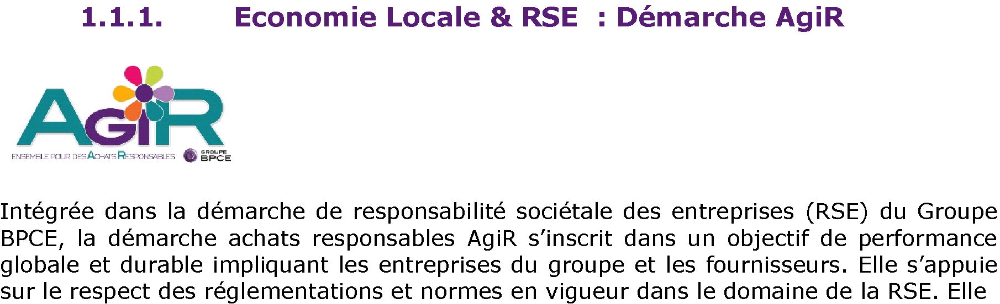 1.1.1. Economie Locale & RSE : Démarche AgiR
AGIR
ENSEMBLE POUR DES ACHATS RESPONSABLES GROUPE BPCE
Intégrée dans la démarche de responsabilité sociétale des entreprises (RSE) du Groupe
BPCE, la démarche achats responsables AgiR s’inscrit dans un objectif de performance
globale et durable impliquant les entreprises du groupe et les fournisseurs. Elle s’appuie
sur le respect des réglementations et normes en vigueur dans le domaine de la RSE. Elle